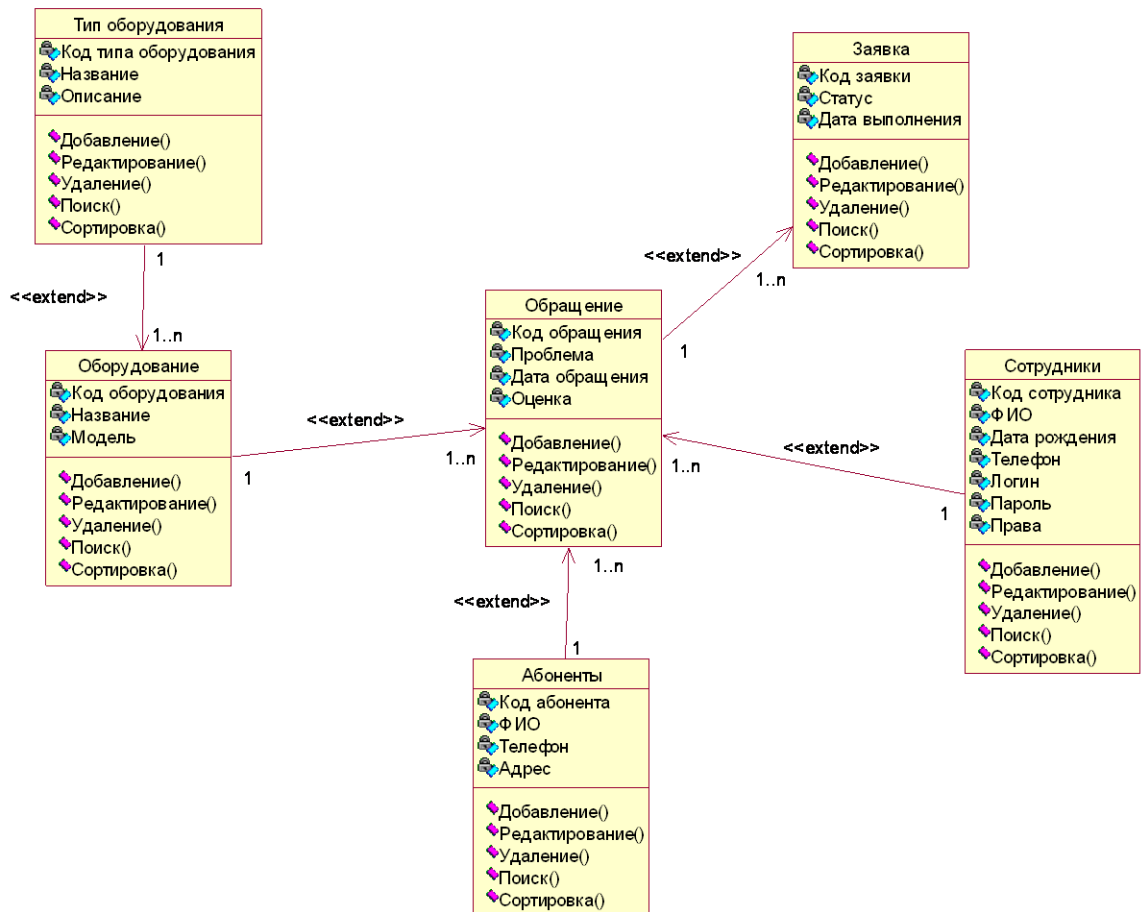 Тип оборудования
Код типа оборудования
Название
Описание
Добавление()
Редактирование()
Удаление()
Поиск()
Сортировка()
1
<<extend>>
1..n
Оборудование
Код оборудования
Название
Модель
Добавление()
Редактирование()
Удаление()
Поиск()
Сортировка()
1
<<extend>>
1..n
Обращение
Код обращения
Проблема
Дата обращения
Оценка
Добавление()
Редактирование()
Удаление()
Поиск()
Сортировка()
1
<<extend>>
1..n
Заявка
Код заявки
Статус
Дата выполнения
Добавление()
Редактирование()
Удаление()
Поиск()
Сортировка()
Сотрудники
Код сотрудника
ФИО
Дата рождения
Телефон
Логин
Пароль
Права
Добавление()
Редактирование()
Удаление()
Поиск()
Сортировка()
1
<<extend>>
1..n
1..n
<<extend>>
1
Абоненты
Код абонента
ФИО
Телефон
Адрес
Добавление()
Редактирование()
Удаление()
Поиск()
Сортировка()